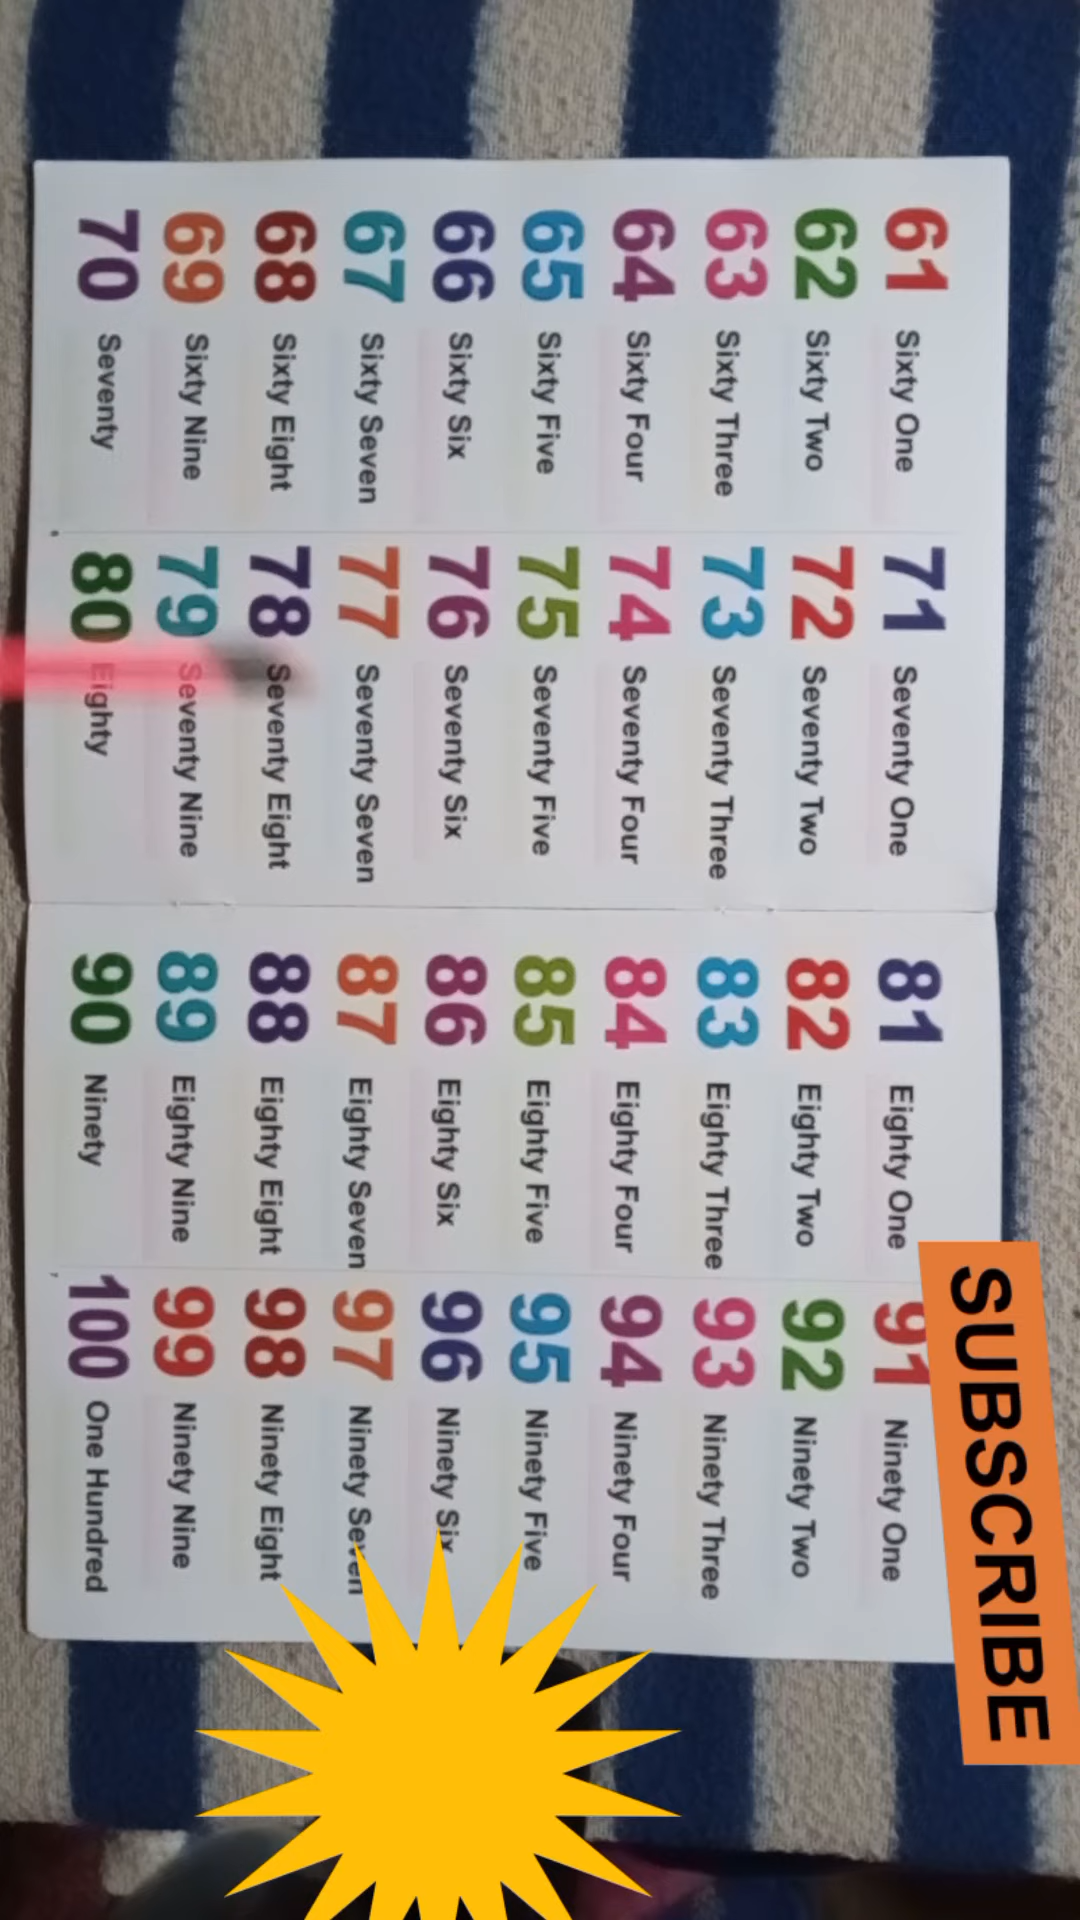 61 Sixty One
62 Sixty Two
63 Sixty Three
64 Sixty Four
65 Sixty Five
66 Sixty Six
67 Sixty Seven
68 Sixty Eight
69 Sixty Nine
70 Seventy
71 Seventy One
72 Seventy Two
73 Seventy Three
74 Seventy Four
75 Seventy Five
76 Seventy Six
77 Seventy Seven
78 Seventy Eight
79 Seventy Nine
80 Eighty
81 Eighty One
82 Eighty Two
83 Eighty Three
84 Eighty Four
85 Eighty Five
86 Eighty Six
87 Eighty Seven
88 Eighty Eight
89 Eighty Nine
90 Ninety
91 Ninety One
92 Ninety Two
93 Ninety Three
94 Ninety Four
95 Ninety Five
96 Ninety Six
97 Ninety Seven
98 Ninety Eight
99 Ninety Nine
100 One Hundred
SUBSCRIBE